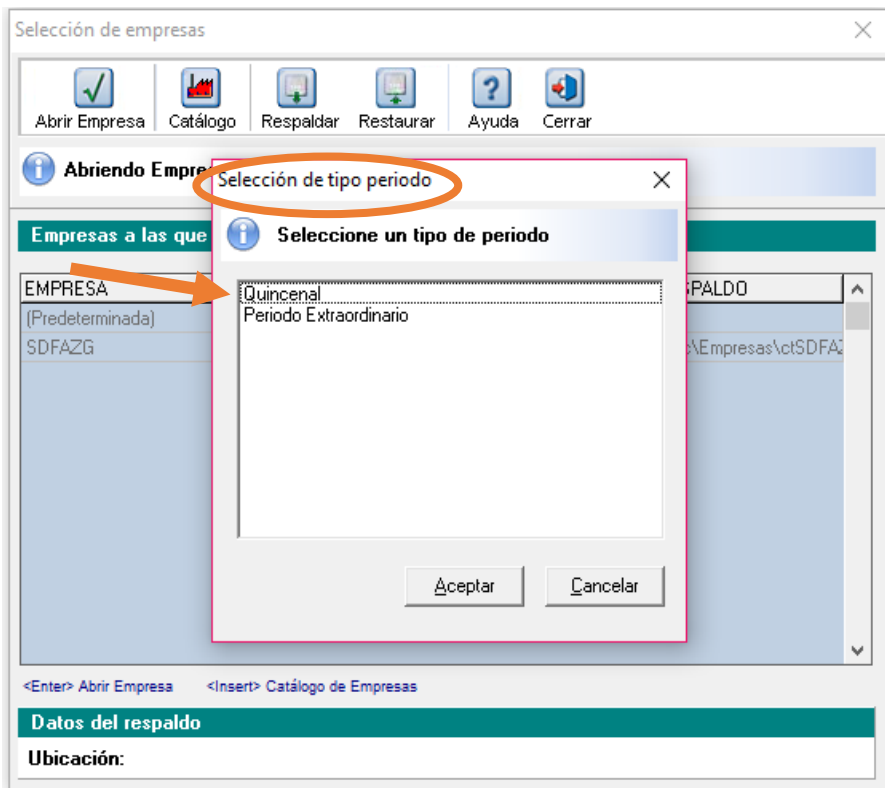 Selección de empresas
Abrir Empresa Catálogo Respaldar Restaurar Ayuda Cerrar
Abriendo Empre
Selección de tipo periodo
Seleccione un tipo de periodo
Empresas a las que
EMPRESA
(Predeterminada)
SDFAZG
Quincenal
Periodo Extraordinario
PALDO
\Empresas\ctSDFAZ
Aceptar Cancelar
<Enter> Abrir Empresa <Insert> Catálogo de Empresas
Datos del respaldo
Ubicación: